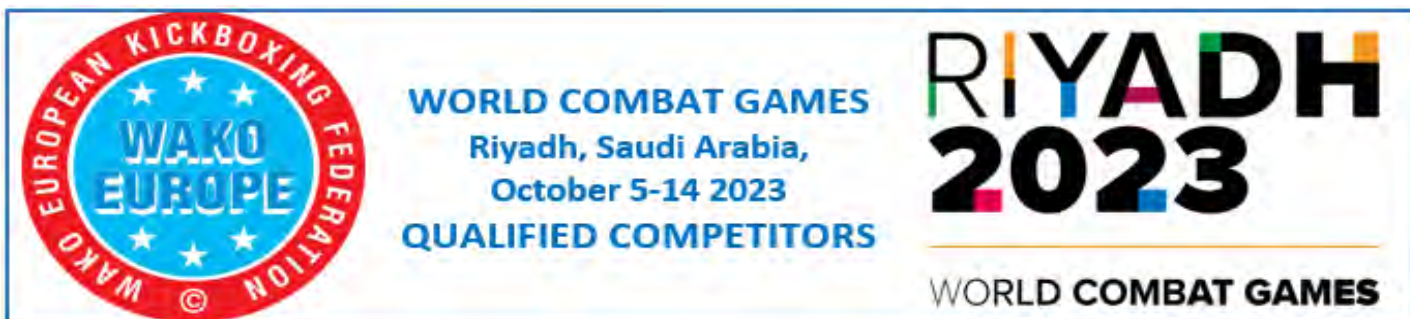 WAKO EUROPEAN KICKBOXING FEDERATION ©
WAKO
EUROPE
WORLD COMBAT GAMES
Riyadh, Saudi Arabia,
October 5-14 2023
QUALIFIED COMPETITORS
RIYADH
2023
WORLD COMBAT GAMES